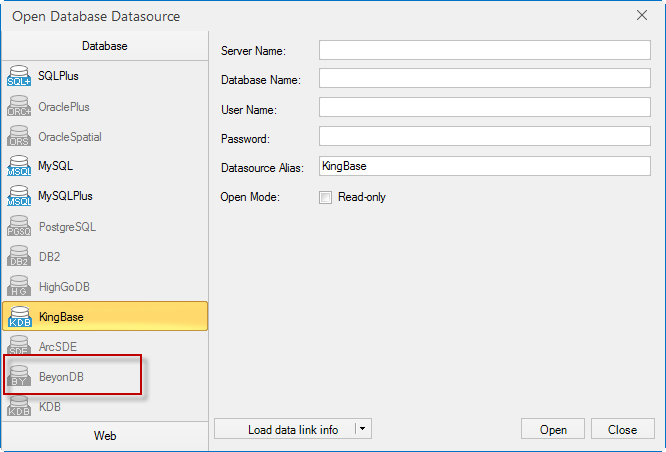 Open Database Datasource
Database
SQL+ SQLPlus
ORC+ OraclePlus
ORS OracleSpatial
MSQL MySQL
MSQL MySQLPlus
PGSQ PostgreSQL
DB2 DB2
HG HighGoDB
KDB KingBase
SDE ArcSDE
BY BeyonDB
KDB KDB
Web
Server Name:
Database Name:
User Name:
Password:
Datasource Alias: KingBase
Open Mode: Read-only
Load data link info
Open Close